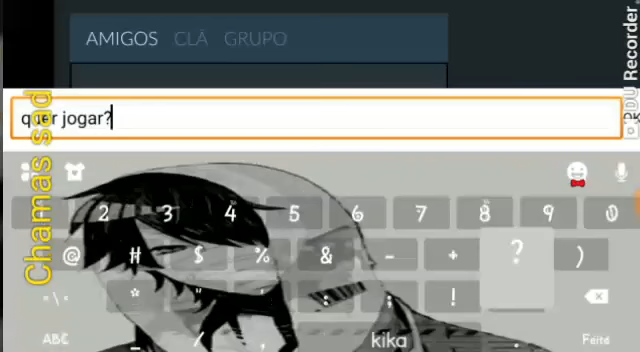 AMIGOS CLÃ GRUPO
quer jogar?
DU Recorder
Chamas sad
2 3 4 5 6 7 8 9 0
@ # $ % & - + ? )
* " ' : ; !
ABC _ / , kika . Feito